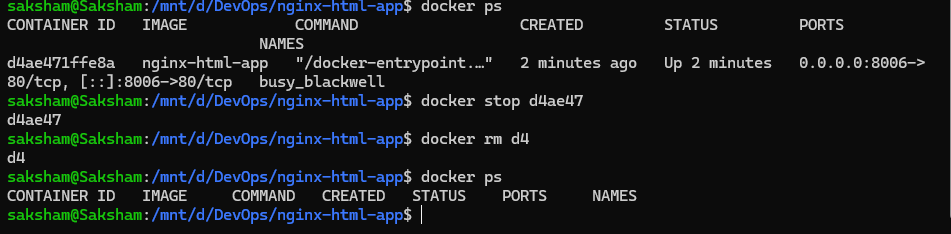 saksham@Saksham:/mnt/d/DevOps/nginx-html-app$ docker ps
CONTAINER ID   IMAGE            COMMAND                  CREATED         STATUS         PORTS
                            NAMES
d4ae471ffe8a   nginx-html-app   "/docker-entrypoint.…"   2 minutes ago   Up 2 minutes   0.0.0.0:8006->
80/tcp, [::]:8006->80/tcp   busy_blackwell
saksham@Saksham:/mnt/d/DevOps/nginx-html-app$ docker stop d4ae47
d4ae47
saksham@Saksham:/mnt/d/DevOps/nginx-html-app$ docker rm d4
d4
saksham@Saksham:/mnt/d/DevOps/nginx-html-app$ docker ps
CONTAINER ID   IMAGE     COMMAND   CREATED   STATUS    PORTS     NAMES
saksham@Saksham:/mnt/d/DevOps/nginx-html-app$